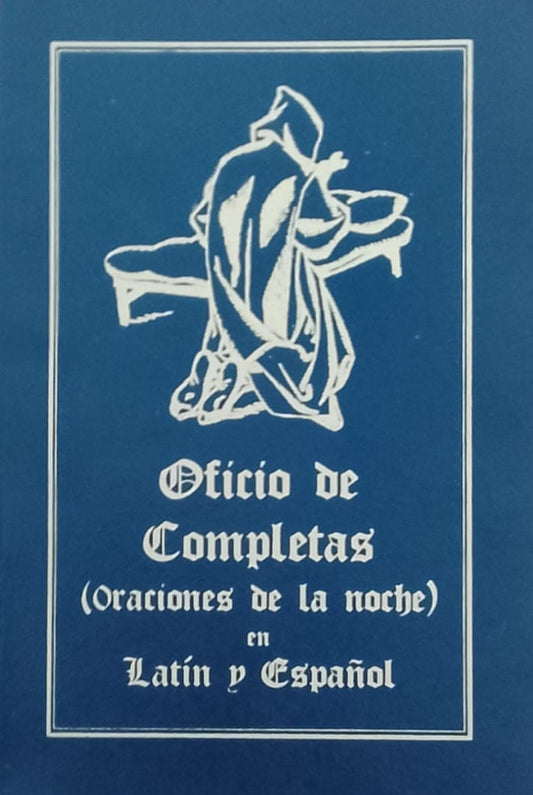 Oficio de
Completas
(Oraciones de la noche)
en
Latín y Español